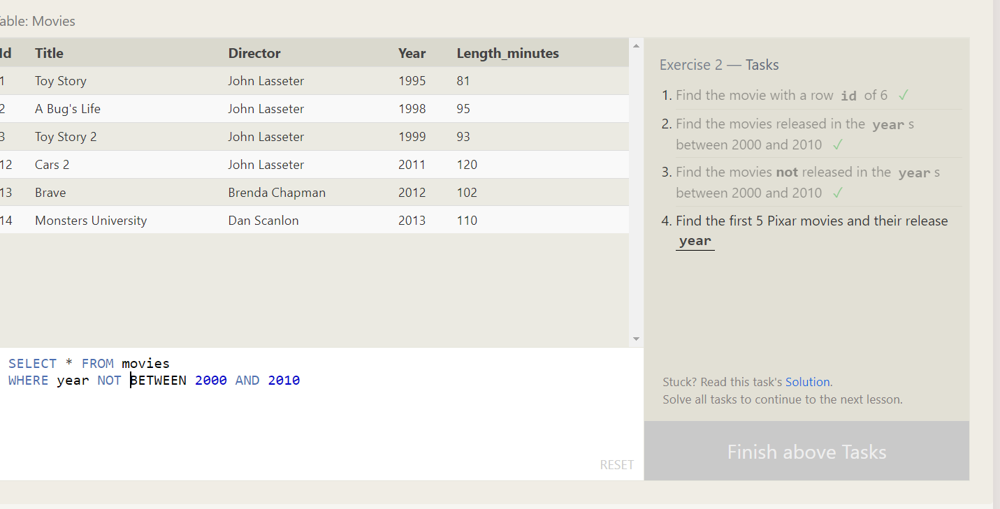 able: Movies
Id Title Director Year Length_minutes
1 Toy Story John Lasseter 1995 81
2 A Bug's Life John Lasseter 1998 95
3 Toy Story 2 John Lasseter 1999 93
12 Cars 2 John Lasseter 2011 120
13 Brave Brenda Chapman 2012 102
14 Monsters University Dan Scanlon 2013 110
SELECT * FROM movies
WHERE year NOT BETWEEN 2000 AND 2010
RESET
Exercise 2 — Tasks
1. Find the movie with a row id of 6 ✓
2. Find the movies released in the year s
between 2000 and 2010 ✓
3. Find the movies not released in the year s
between 2000 and 2010 ✓
4. Find the first 5 Pixar movies and their release
year
Stuck? Read this task's Solution.
Solve all tasks to continue to the next lesson.
Finish above Tasks